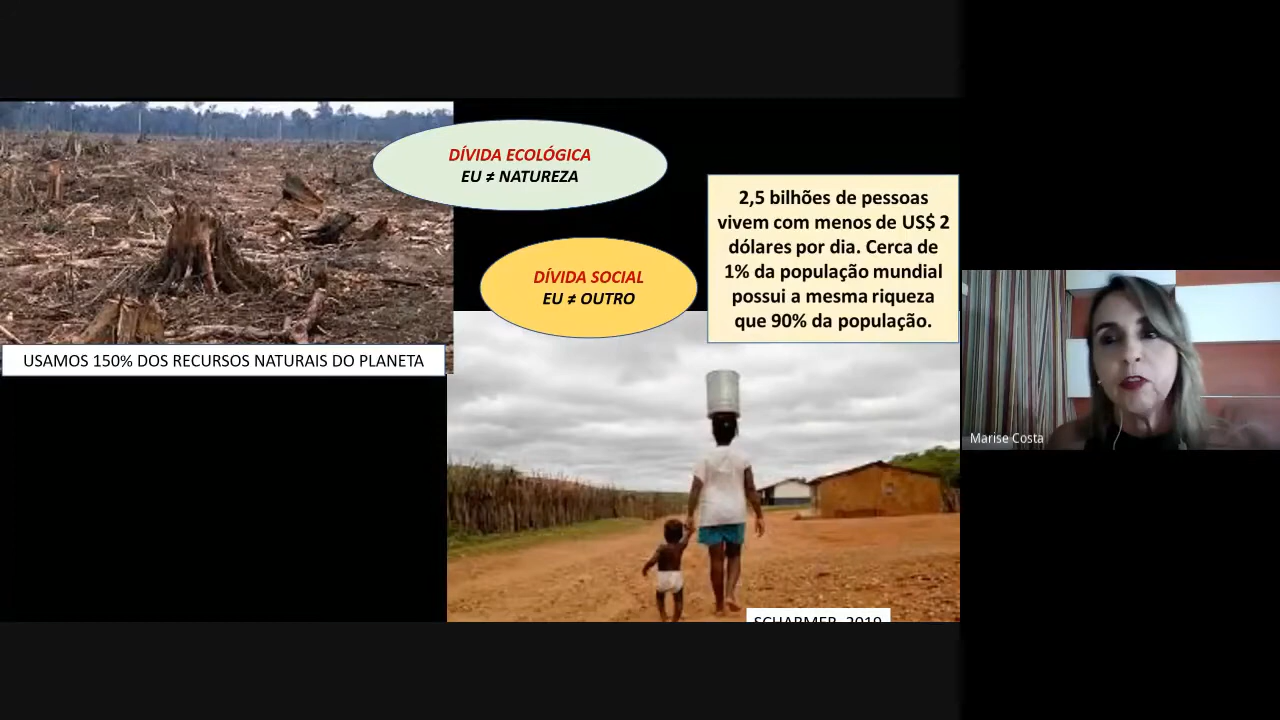 DÍVIDA ECOLÓGICA
EU ≠ NATUREZA
DÍVIDA SOCIAL
EU ≠ OUTRO
2,5 bilhões de pessoas
vivem com menos de US$ 2
dólares por dia. Cerca de
1% da população mundial
possui a mesma riqueza
que 90% da população.
USAMOS 150% DOS RECURSOS NATURAIS DO PLANETA
Marise Costa
SCHARMER, 2019